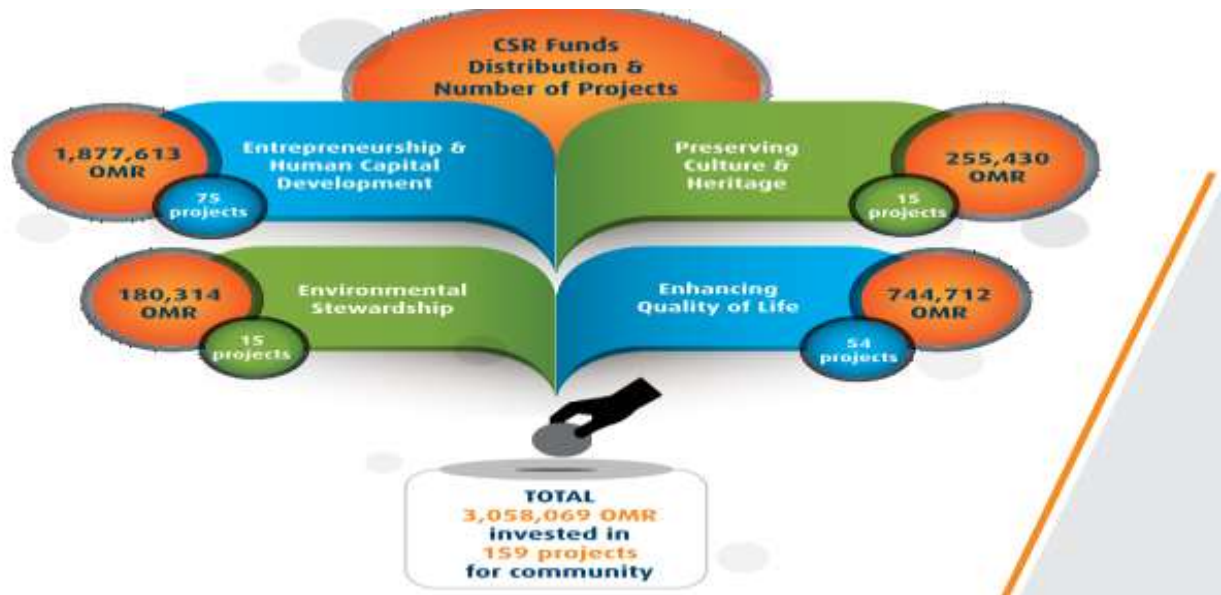 CSR Funds
Distribution &
Number of Projects
1,877,613
OMR
75
projects
Entrepreneurship &
Human Capital
Development
Preserving
Culture &
Heritage
255,430
OMR
15
projects
180,314
OMR
15
projects
Environmental
Stewardship
Enhancing
Quality of Life
744,712
OMR
54
projects
TOTAL
3,058,069 OMR
invested in
159 projects
for community